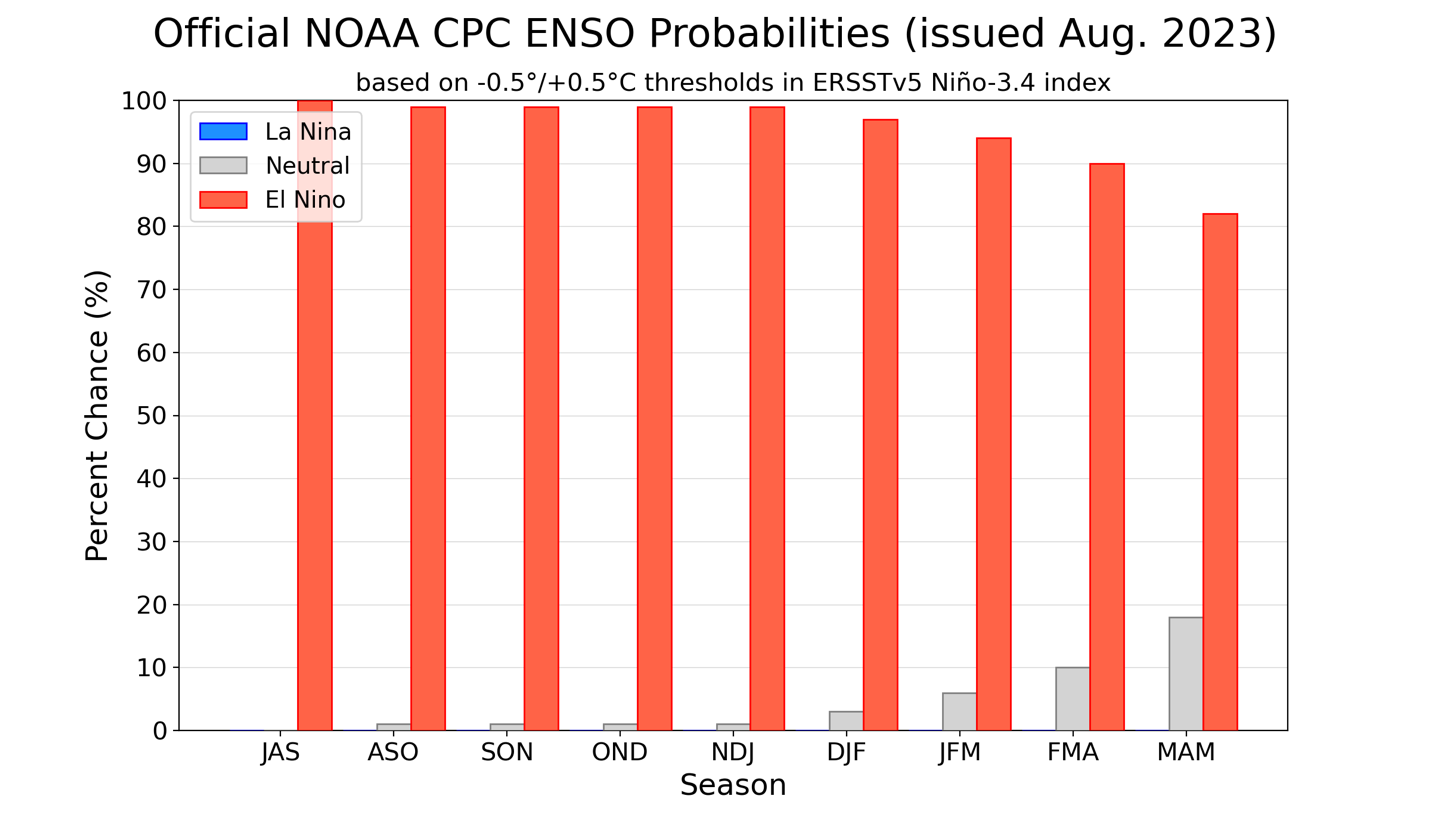 Official NOAA CPC ENSO Probabilities (issued Aug. 2023)
based on -0.5°/+0.5°C thresholds in ERSSTv5 Niño-3.4 index
La Nina
Neutral
El Nino
Percent Chance (%)
100
90
80
70
60
50
40
30
20
10
0
JAS ASO SON OND NDJ DJF JFM FMA MAM
Season